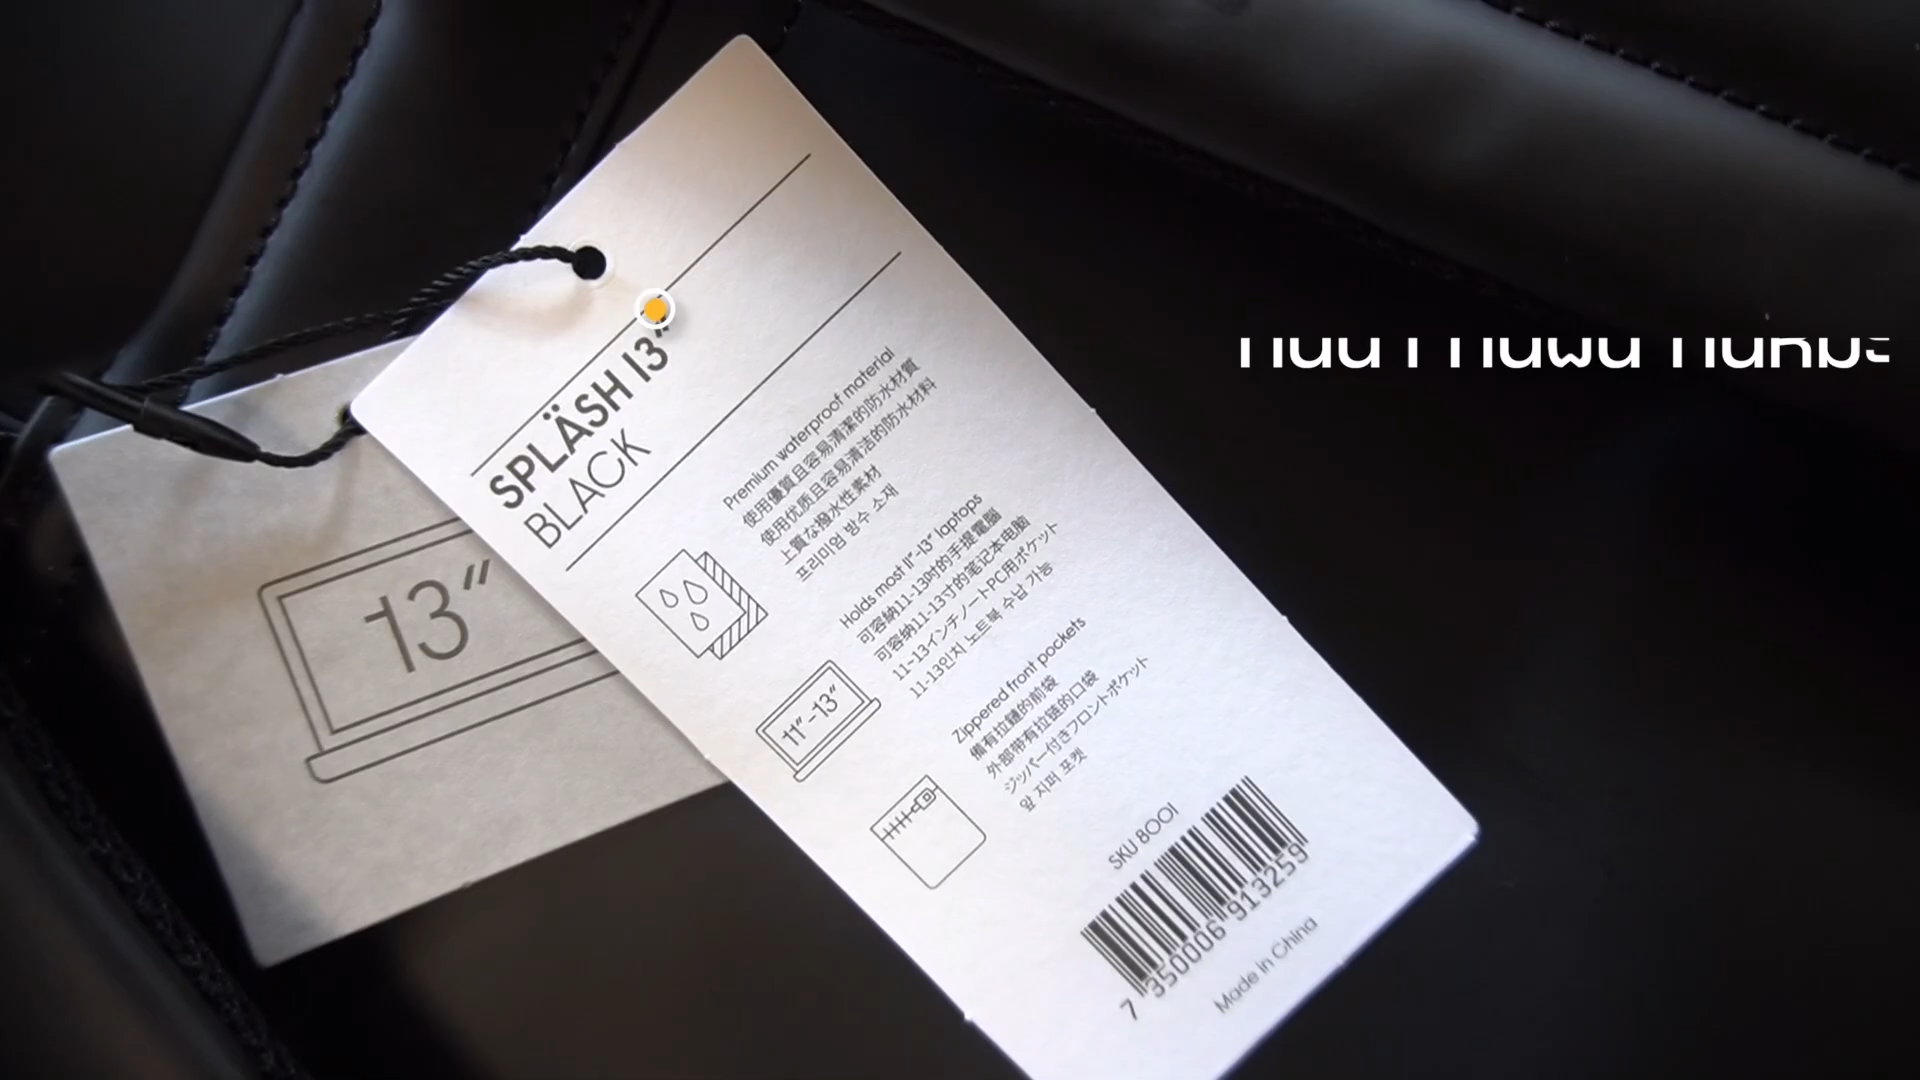 SPLÄSH 13″
BLACK
Premium waterproof material
使用優質且容易清潔的防水材質
使用优质且容易清洁的防水材料
上質な撥水性素材
프리미엄 방수 소재
Holds most 11″-13″ laptops
可容納11-13吋的手提電腦
可容纳11-13寸的笔记本电脑
11-13インチノートPC用ポケット
11-13인치 노트북 수납 가능
11″-13″
Zippered front pockets
備有拉鏈的前袋
外部带有拉链的口袋
ジッパー付きフロントポケット
앞 지퍼 포켓
SKU 8001
7 350006 913259
Made in China
13″